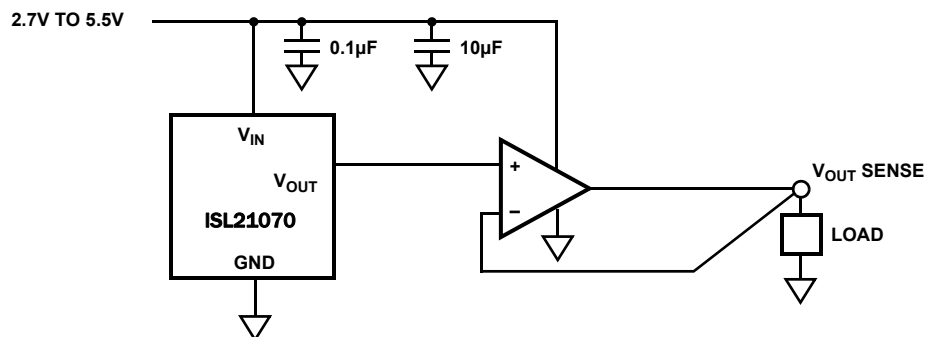 2.7V TO 5.5V
0.1µF
10µF
VIN
VOUT
ISL21070
GND
+
–
VOUT SENSE
LOAD